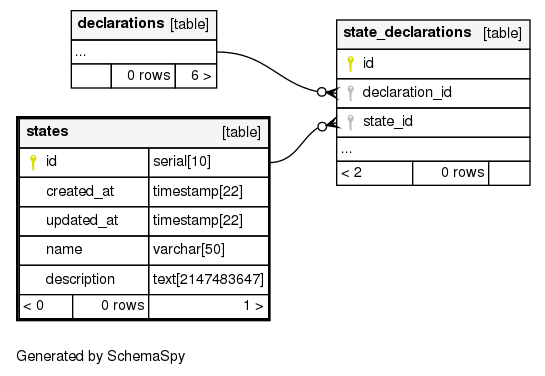 declarations [table]
...
0 rows 6 >
state_declarations [table]
id
declaration_id
state_id
...
< 2 0 rows
states [table]
id serial[10]
created_at timestamp[22]
updated_at timestamp[22]
name varchar[50]
description text[2147483647]
< 0 0 rows 1 >
Generated by SchemaSpy